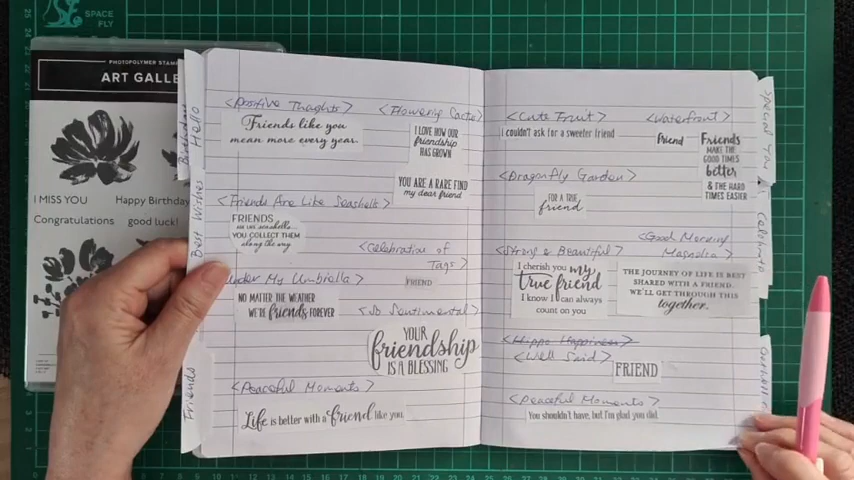 SPACE
FLY
PHOTOPOLYMER STAMP
ART GALLE
I MISS YOU
Happy Birthday
Congratulations
good luck!
Birthday
Hello
Best Wishes
Friends
<Positive Thoghts>
Friends like you
mean more every year.
<Flowering Cactus>
I LOVE HOW OUR
friendship
HAS GROWN
YOU ARE A RARE FIND
my dear friend
<Friends Are Like Seashells>
FRIENDS
ARE LIKE seashells...
YOU COLLECT THEM
along the way
<Celebration of
Tags>
FRIEND
Under My Umbrella>
NO MATTER THE WEATHER
WE'RE friends FOREVER
<So Sentimental>
YOUR
friendship
IS A BLESSING
<Peaceful Moments>
Life is better with a friend like you.
<Cute Fruit>
I couldn't ask for a sweeter friend
<Waterfront>
Friend
Friends
MAKE THE
GOOD TIMES
better
& THE HARD
TIMES EASIER
<Dragonfly Garden>
FOR A TRUE
friend
<Strong & Beautiful>
I cherish you my
true friend
I know I can always
count on you
<Good Morning
Magnolia>
THE JOURNEY OF LIFE IS BEST
SHARED WITH A FRIEND.
WE'LL GET THROUGH THIS
together.
<Hippo Happiness>
<Well Said>
FRIEND
<Peaceful Moments>
You shouldn't have, but I'm glad you did.
Special You
Celebrate